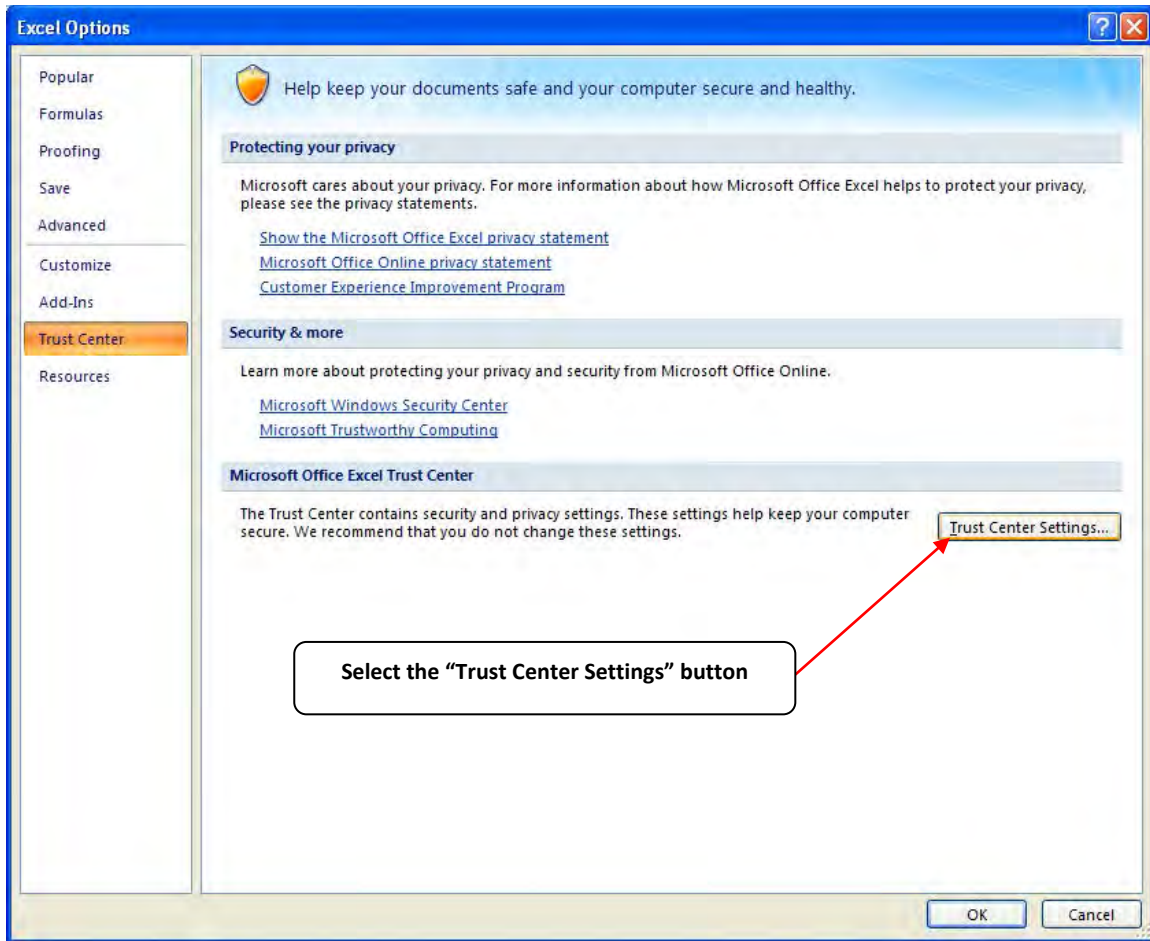 Excel Options
Popular
Formulas
Proofing
Save
Advanced
Customize
Add-Ins
Trust Center
Resources
Help keep your documents safe and your computer secure and healthy.
Protecting your privacy
Microsoft cares about your privacy. For more information about how Microsoft Office Excel helps to protect your privacy,
please see the privacy statements.
Show the Microsoft Office Excel privacy statement
Microsoft Office Online privacy statement
Customer Experience Improvement Program
Security & more
Learn more about protecting your privacy and security from Microsoft Office Online.
Microsoft Windows Security Center
Microsoft Trustworthy Computing
Microsoft Office Excel Trust Center
The Trust Center contains security and privacy settings. These settings help keep your computer
secure. We recommend that you do not change these settings.
Trust Center Settings...
Select the “Trust Center Settings” button
OK
Cancel